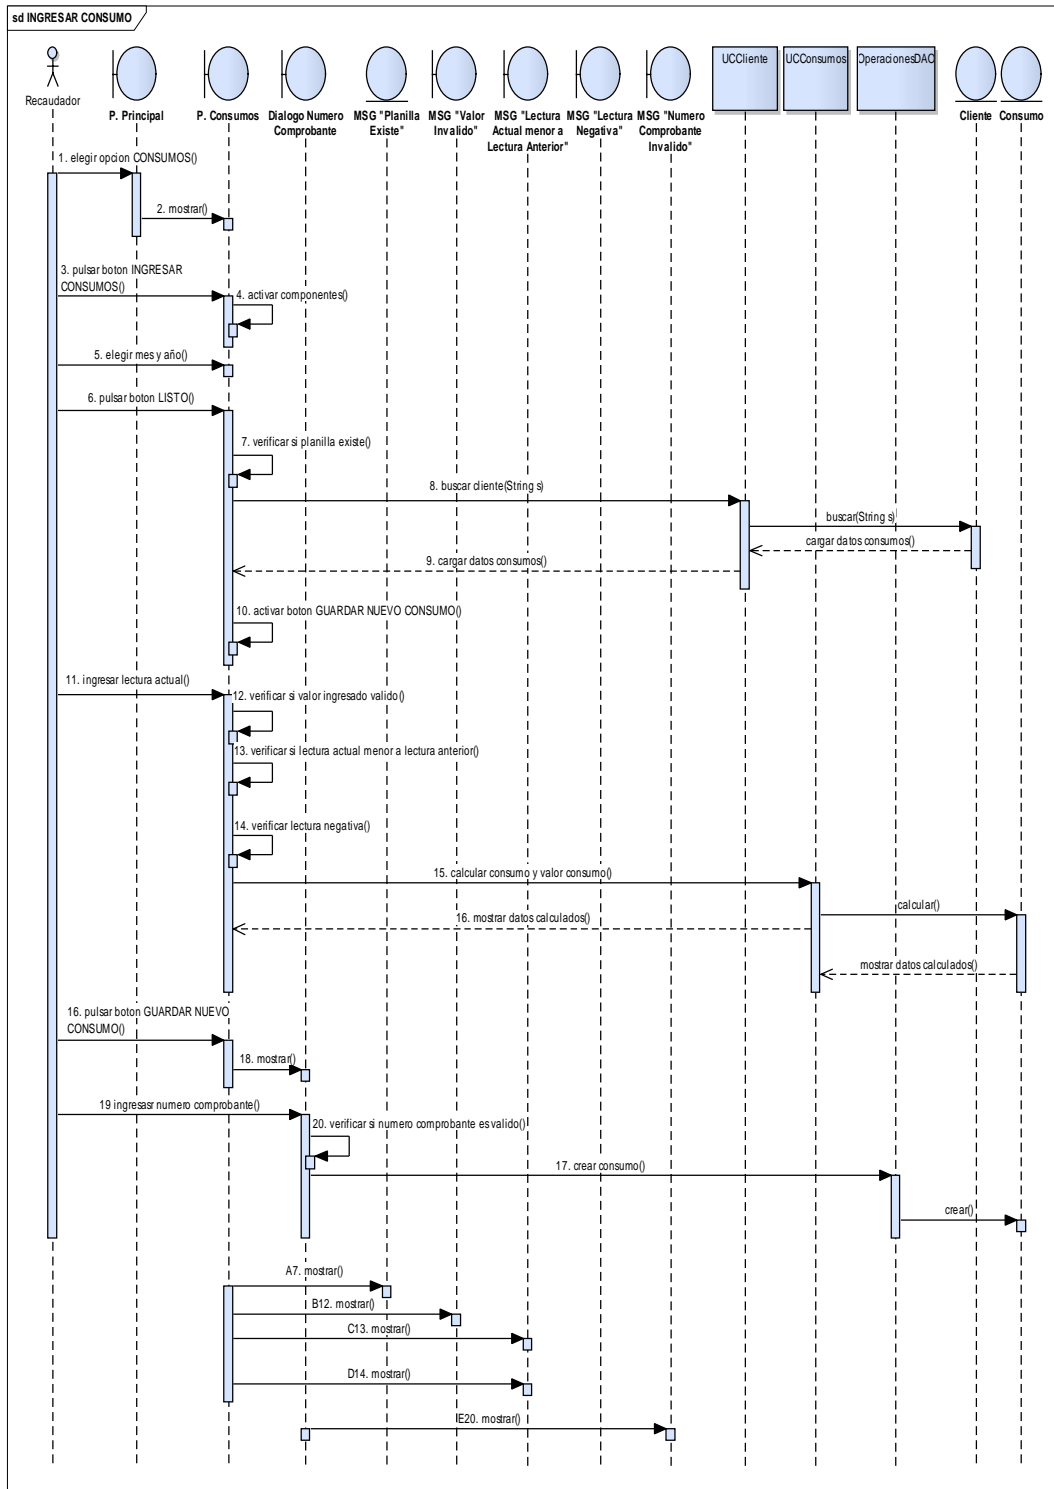 sd INGRESAR CONSUMO
Recaudador
P. Principal
P. Consumos
Dialogo Numero
Comprobante
MSG "Planilla
Existe"
MSG "Valor
Invalido"
MSG "Lectura
Actual menor a
Lectura Anterior"
MSG "Lectura
Negativa"
MSG "Numero
Comprobante
Invalido"
UCCliente
UCConsumos
OperacionesDAO
Cliente
Consumo
1. elegir opcion CONSUMOS()
2. mostrar()
3. pulsar boton INGRESAR
CONSUMOS()
4. activar componentes()
5. elegir mes y año()
6. pulsar boton LISTO()
7. verificar si planilla existe()
8. buscar cliente(String s)
buscar(String s)
cargar datos consumos()
9. cargar datos consumos()
10. activar boton GUARDAR NUEVO CONSUMO()
11. ingresar lectura actual()
12. verificar si valor ingresado valido()
13. verificar si lectura actual menor a lectura anterior()
14. verificar lectura negativa()
15. calcular consumo y valor consumo()
calcular()
16. mostrar datos calculados()
mostrar datos calculados()
16. pulsar boton GUARDAR NUEVO
CONSUMO()
18. mostrar()
19 ingresasr numero comprobante()
20. verificar si numero comprobante es valido()
17. crear consumo()
crear()
A7. mostrar()
B12. mostrar()
C13. mostrar()
D14. mostrar()
E20. mostrar()